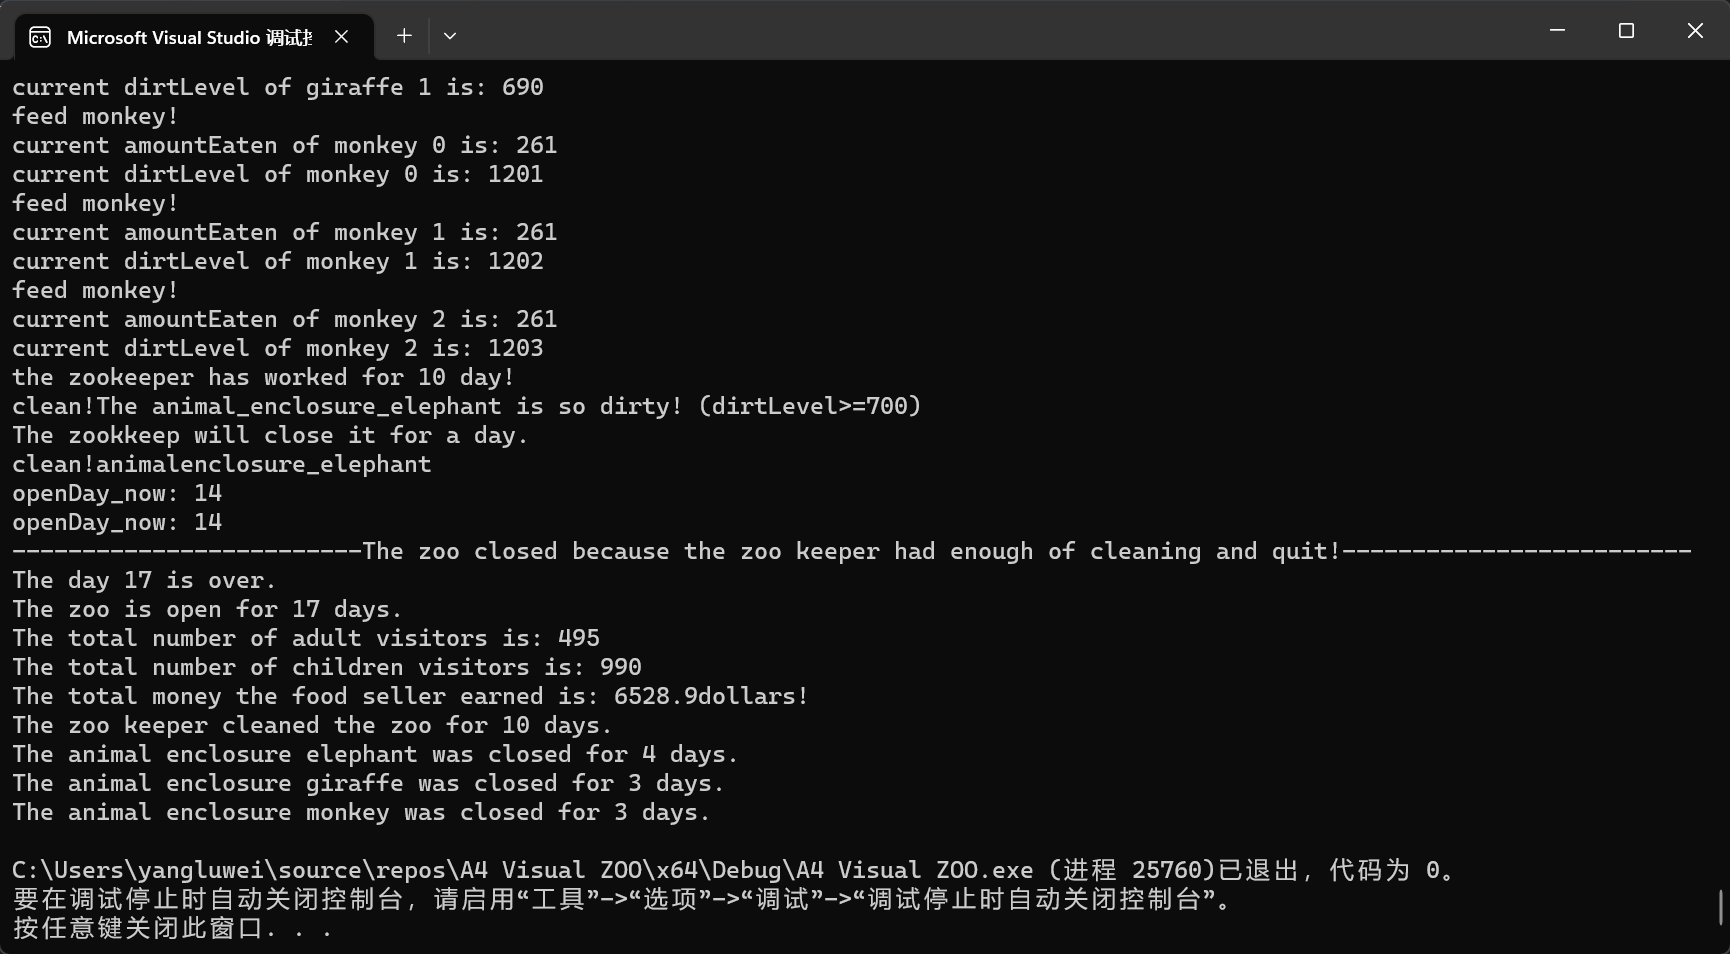 Microsoft Visual Studio 调试控
current dirtLevel of giraffe 1 is: 690
feed monkey!
current amountEaten of monkey 0 is: 261
current dirtLevel of monkey 0 is: 1201
feed monkey!
current amountEaten of monkey 1 is: 261
current dirtLevel of monkey 1 is: 1202
feed monkey!
current amountEaten of monkey 2 is: 261
current dirtLevel of monkey 2 is: 1203
the zookeeper has worked for 10 day!
clean!The animal_enclosure_elephant is so dirty! (dirtLevel>=700)
The zookkeep will close it for a day.
clean!animalenclosure_elephant
openDay_now: 14
openDay_now: 14
-------------------------The zoo closed because the zoo keeper had enough of cleaning and quit!-------------------------
The day 17 is over.
The zoo is open for 17 days.
The total number of adult visitors is: 495
The total number of children visitors is: 990
The total money the food seller earned is: 6528.9dollars!
The zoo keeper cleaned the zoo for 10 days.
The animal enclosure elephant was closed for 4 days.
The animal enclosure giraffe was closed for 3 days.
The animal enclosure monkey was closed for 3 days.
C:\Users\yangluwei\source\repos\A4 Visual ZOO\x64\Debug\A4 Visual ZOO.exe (进程 25760)已退出，代码为 0。
要在调试停止时自动关闭控制台，请启用“工具”->“选项”->“调试”->“调试停止时自动关闭控制台”。
按任意键关闭此窗口. . .